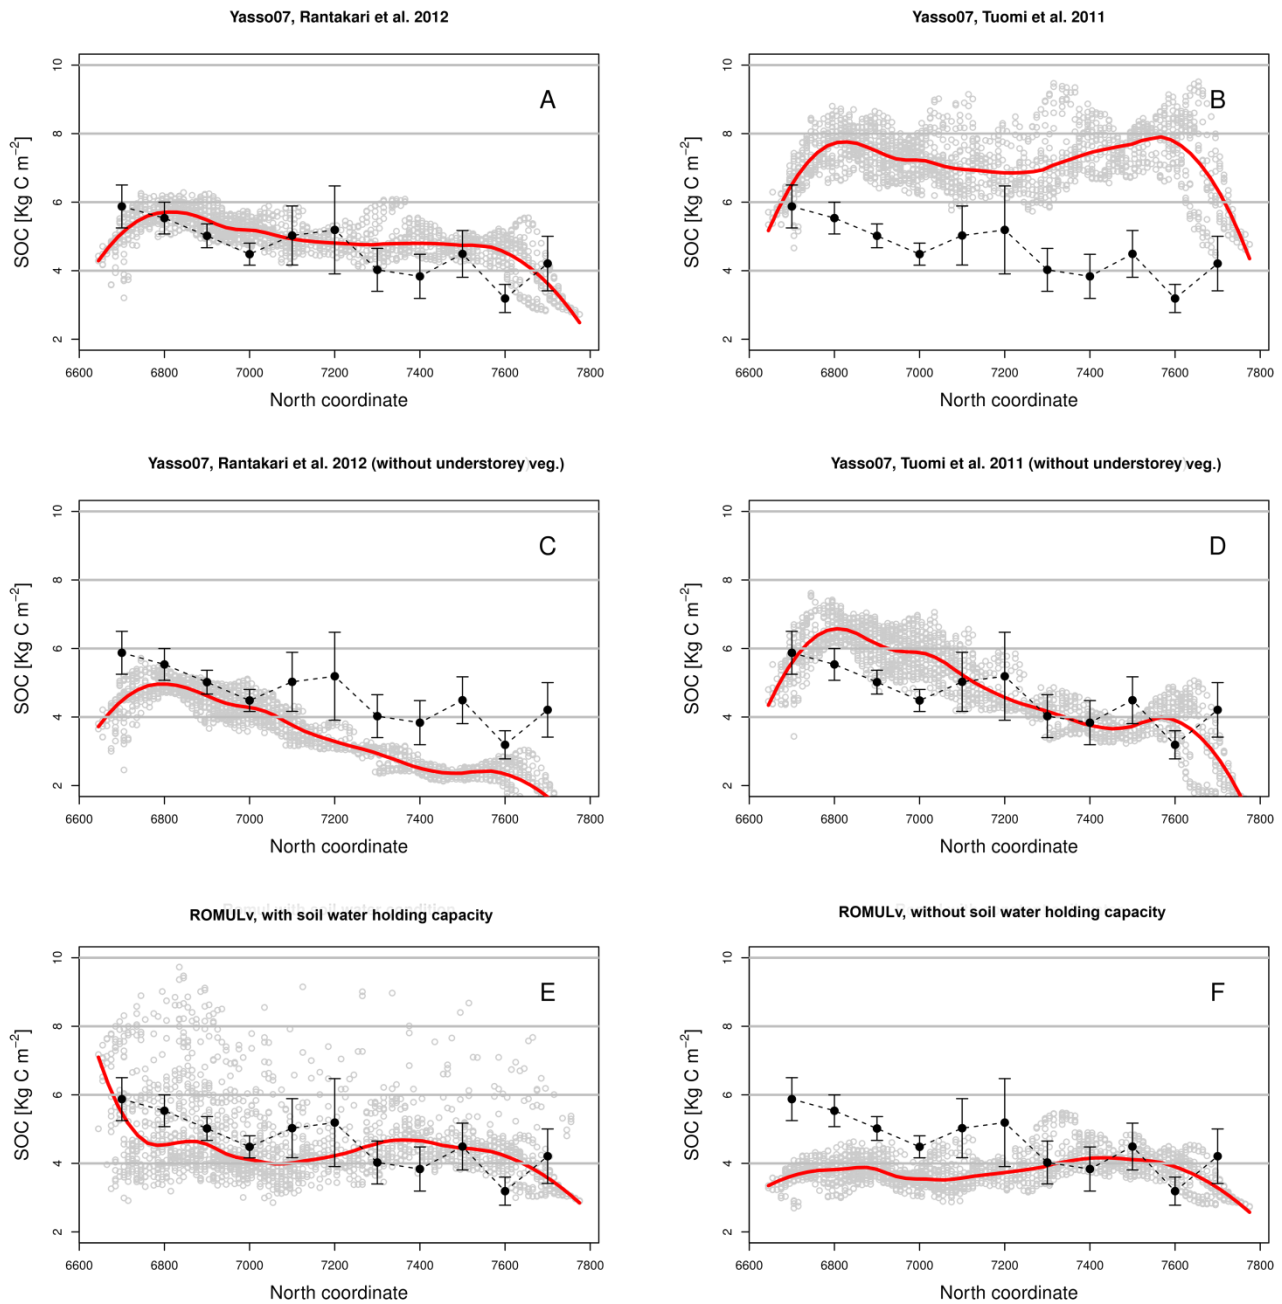 Yasso07, Rantakari et al. 2012
Yasso07, Tuomi et al. 2011
10
8
6
4
2
SOC [Kg C m⁻²]
A
6600 6800 7000 7200 7400 7600 7800
North coordinate
10
8
6
4
2
SOC [Kg C m⁻²]
B
6600 6800 7000 7200 7400 7600 7800
North coordinate
Yasso07, Rantakari et al. 2012 (without understorey veg.)
Yasso07, Tuomi et al. 2011 (without understorey veg.)
10
8
6
4
2
SOC [Kg C m⁻²]
C
6600 6800 7000 7200 7400 7600 7800
North coordinate
10
8
6
4
2
SOC [Kg C m⁻²]
D
6600 6800 7000 7200 7400 7600 7800
North coordinate
ROMULv, with soil water holding capacity
ROMULv, without soil water holding capacity
10
8
6
4
2
SOC [Kg C m⁻²]
E
6600 6800 7000 7200 7400 7600 7800
North coordinate
10
8
6
4
2
SOC [Kg C m⁻²]
F
6600 6800 7000 7200 7400 7600 7800
North coordinate